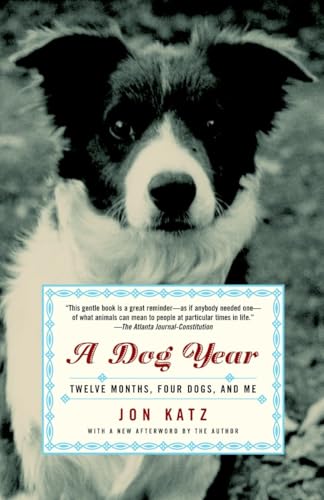 "This gentle book is a great reminder—as if anybody needed one—
of what animals can mean to people at particular times in life."
—The Atlanta Journal-Constitution
A Dog Year
TWELVE MONTHS, FOUR DOGS, AND ME
JON KATZ
WITH A NEW AFTERWORD BY THE AUTHOR